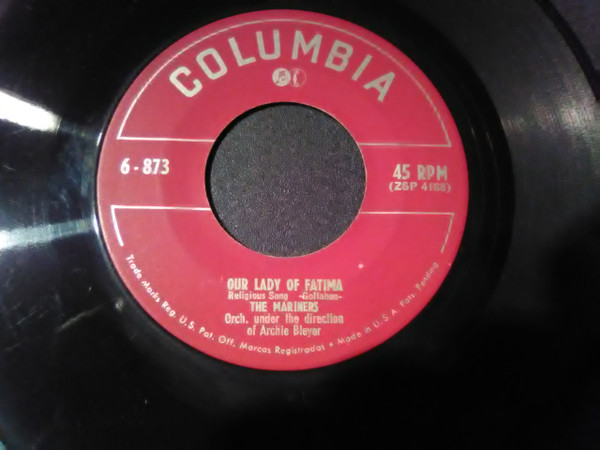 COLUMBIA
6-873
45 RPM
(ZSP 4188)
OUR LADY OF FATIMA
Religious Song -Gollahon-
THE MARINERS
Orch. under the direction
of Archie Bleyer
Trade Marks Reg. U.S. Pat. Off. Marcas Registradas • Made in U.S.A. Pats. Pending